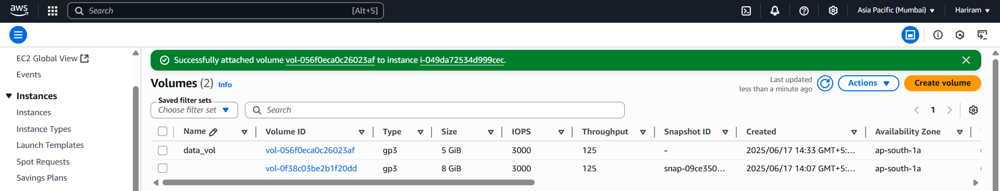 aws Search [Alt+S] Asia Pacific (Mumbai) Hariram
EC2 Global View
Events
Instances
Instances
Instance Types
Launch Templates
Spot Requests
Savings Plans
Successfully attached volume vol-056f0eca0c26023af to instance i-049da72534d999cec.
Volumes (2) Info
Last updated
less than a minute ago
Actions
Create volume
Saved filter sets
Choose filter set
Search
1
Name Volume ID Type Size IOPS Throughput Snapshot ID Created Availability Zone
data_vol vol-056f0eca0c26023af gp3 5 GiB 3000 125 - 2025/06/17 14:33 GMT+5:... ap-south-1a
vol-0f38c03be2b1f20dd gp3 8 GiB 3000 125 snap-09ce350... 2025/06/17 14:07 GMT+5:... ap-south-1a